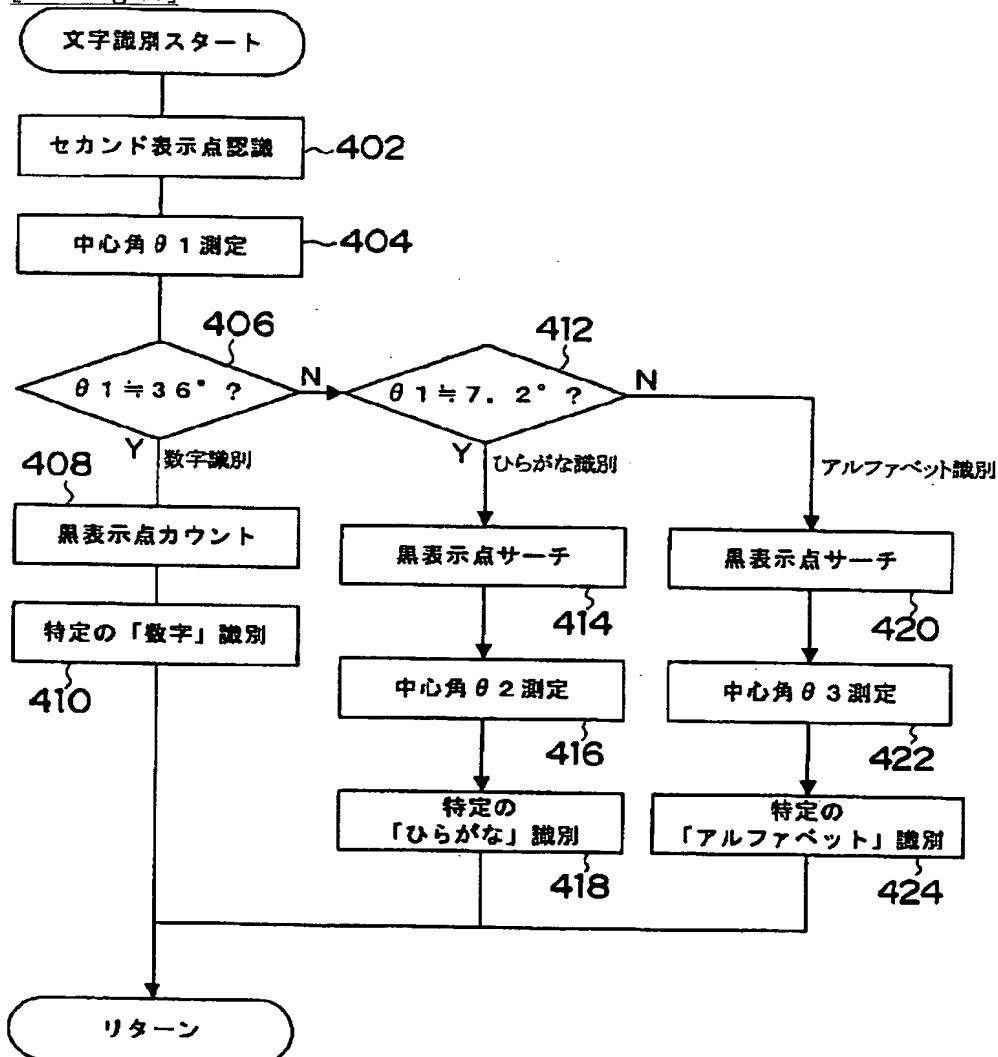 文字識別スタート
セカンド表示点認識
402
中心角θ1測定
404
406
412
θ1≒36°?
N
θ1≒7.2°?
N
Y
数字識別
Y
ひらがな識別
アルファベット識別
408
黒表示点カウント
黒表示点サーチ
黒表示点サーチ
414
420
特定の「数字」識別
410
中心角θ2測定
中心角θ3測定
416
422
特定の
「ひらがな」識別
特定の
「アルファベット」識別
418
424
リターン